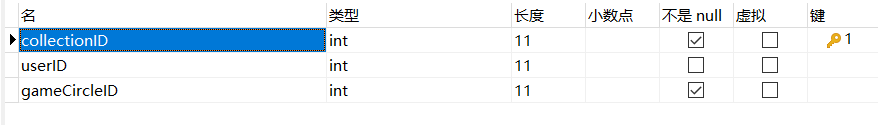 名 类型 长度 小数点 不是 null 虚拟 键
collectionID int 11 1
userID int 11
gameCircleID int 11